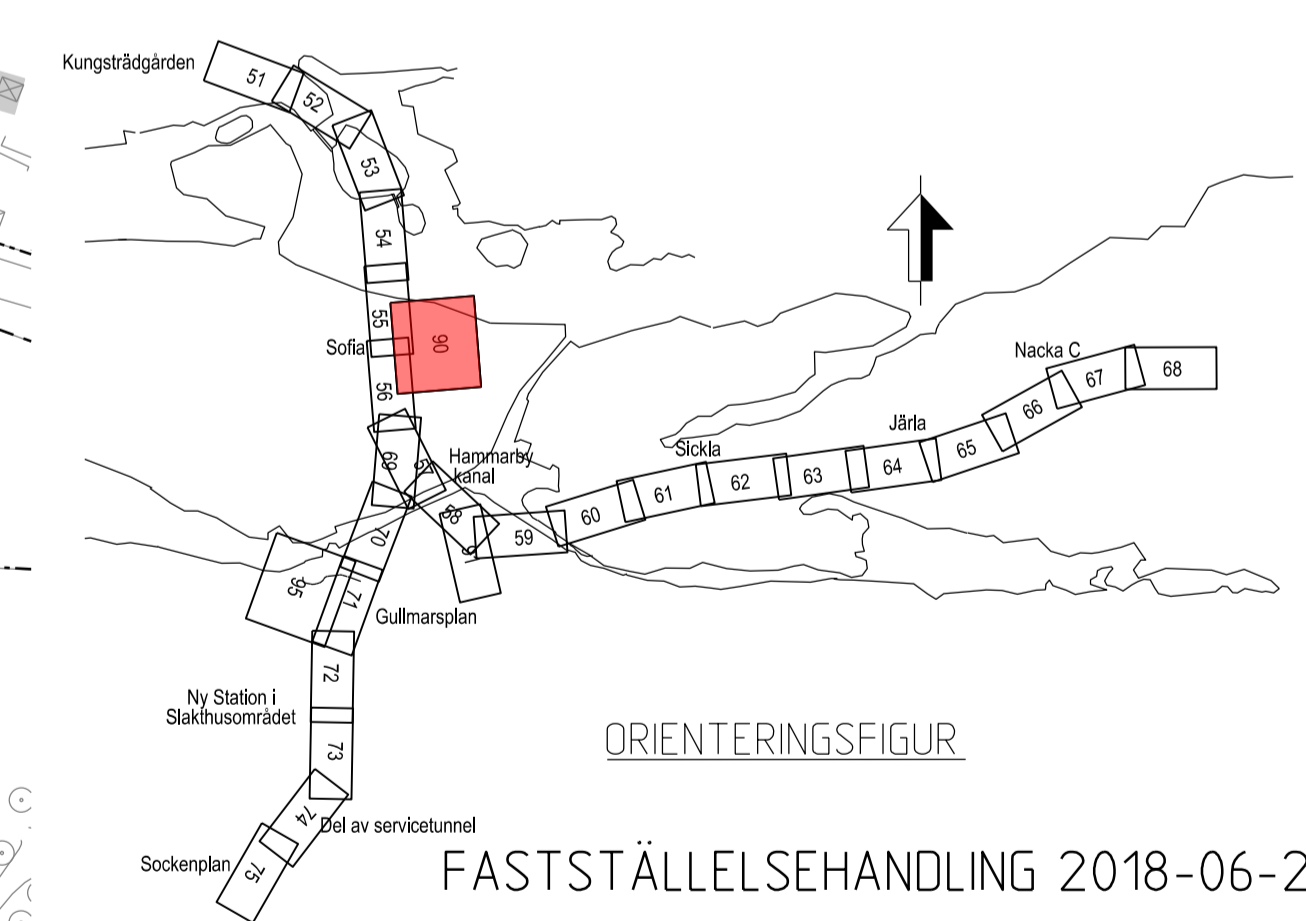 Kungsträdgården
51
52
53
54
55
Sofia
90
56
69
57
Hammarby
kanal
58
59
60
61
Sickla
62
63
64
Järla
65
66
Nacka C
67
68
70
95
71
Gullmarsplan
72
Ny Station i
Slakthusområdet
73
74
Del av servicetunnel
Sockenplan
75
ORIENTERINGSFIGUR
FASTSTÄLLELSEHANDLING 2018-06-2